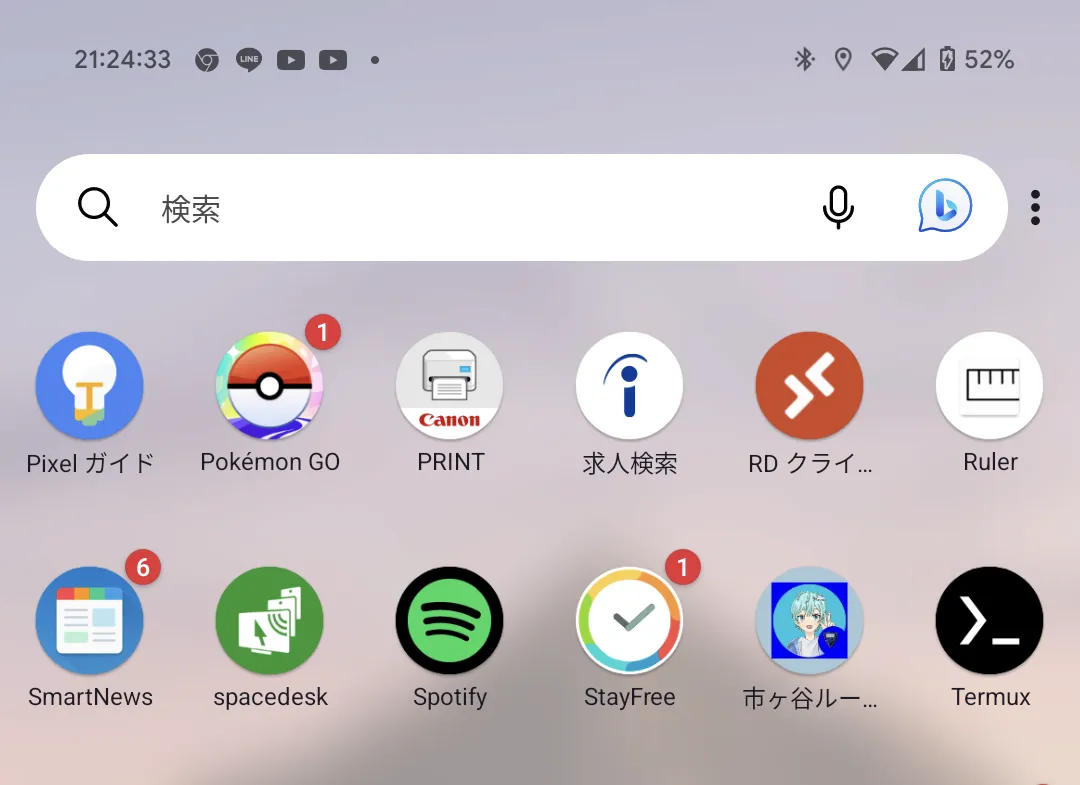 21:24:33 LINE 52%
検索
1
Canon
Pixel ガイド Pokémon GO PRINT 求人検索 RD クライ... Ruler
6 1
SmartNews spacedesk Spotify StayFree 市ヶ谷ルー... Termux